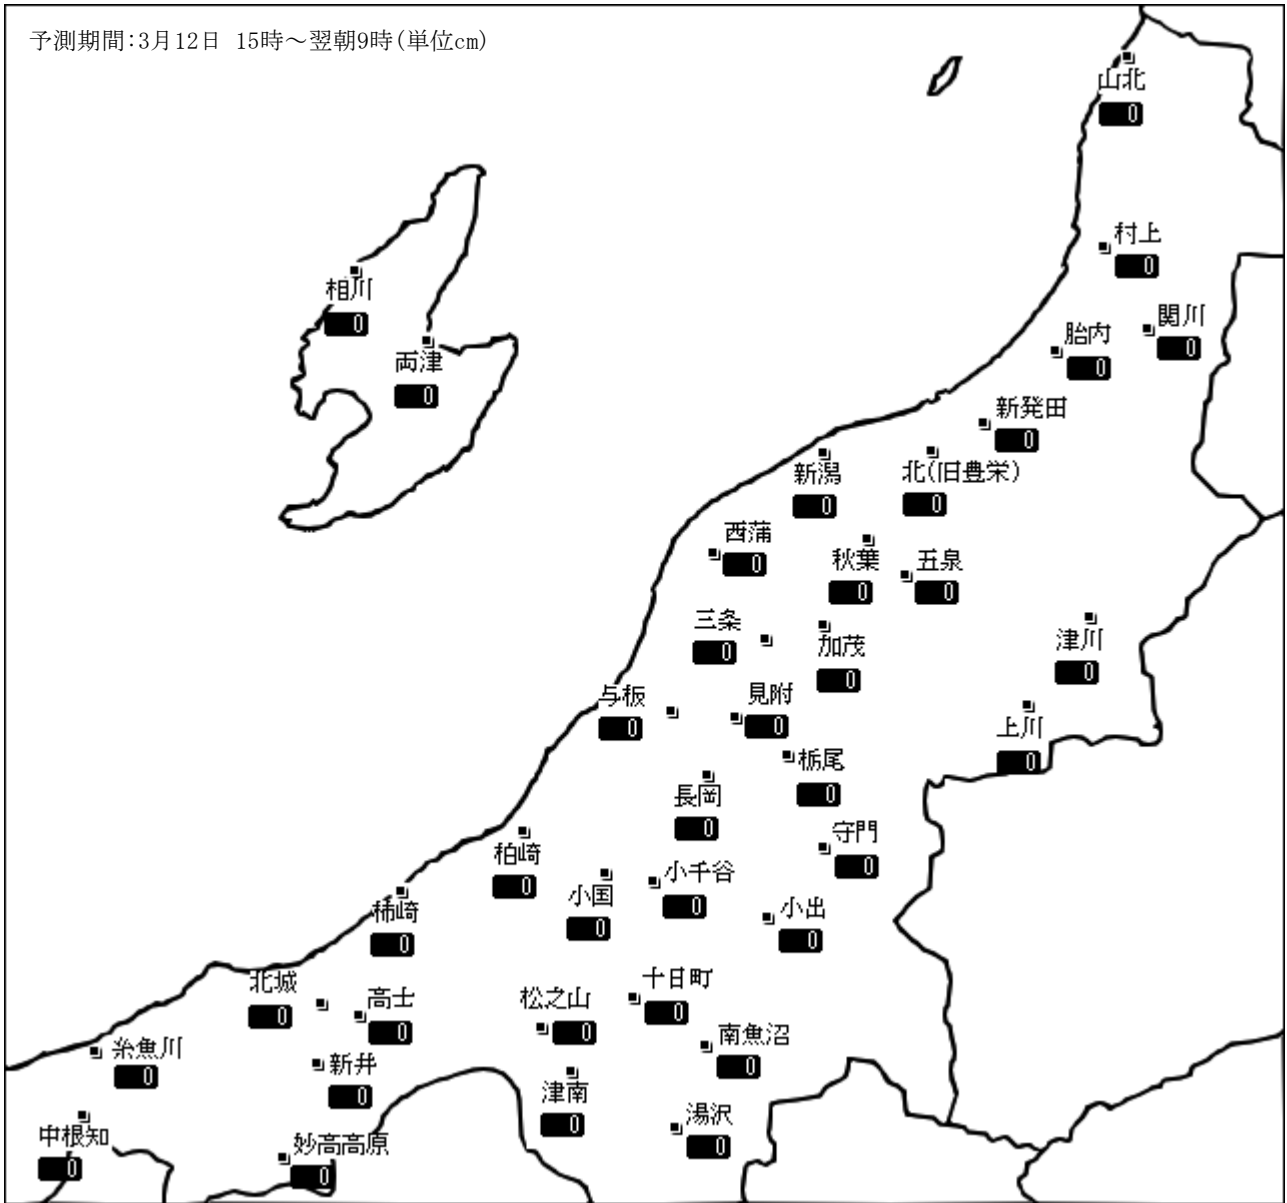 予測期間:3月12日 15時～翌朝9時(単位cm)
山北
0
村上
0
相川
0
関川
0
胎内
0
両津
0
新発田
0
新潟
0
北(旧豊栄)
0
西蒲
0
秋葉
0
五泉
0
三条
0
加茂
0
津川
0
与板
0
見附
0
上川
0
栃尾
0
長岡
0
守門
0
柏崎
0
小千谷
0
小国
0
小出
0
柿崎
0
北城
0
高士
0
松之山
0
十日町
0
糸魚川
0
新井
0
南魚沼
0
津南
0
湯沢
0
中根知
0
妙高高原
0